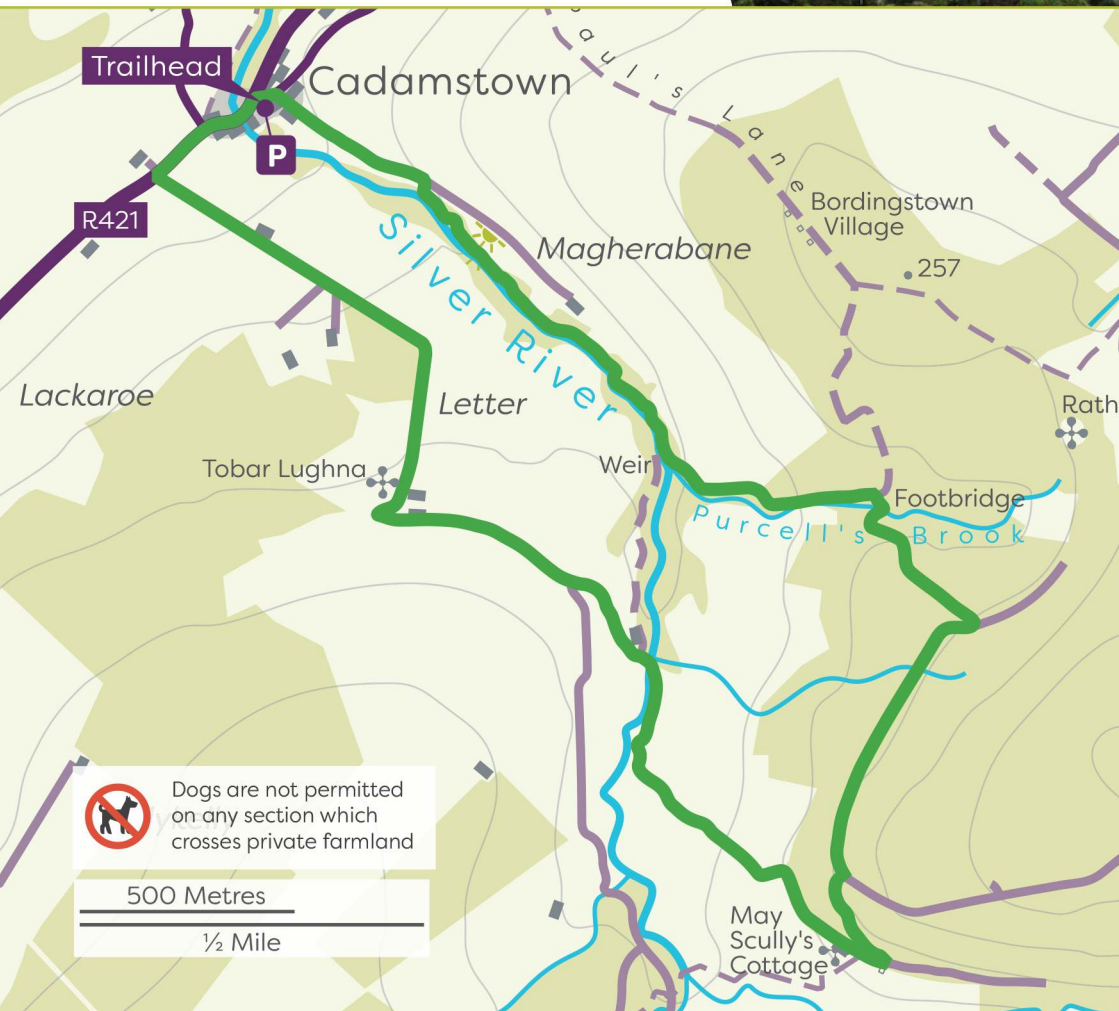 Trailhead
Cadamstown
P
R421
aul's Lane
Bordingstown
Village
257
Silver River
Magherabane
Lackaroe
Letter
Rath
Tobar Lughna
Weir
Footbridge
Purcell's Brook
Dogs are not permitted
on any section which
crosses private farmland
500 Metres
½ Mile
May
Scully's
Cottage